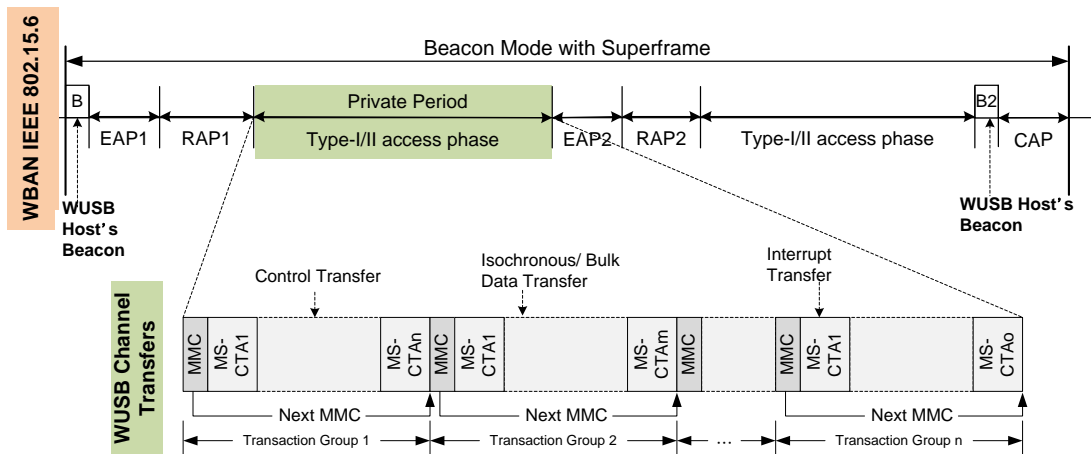 WBAN IEEE 802.15.6
Beacon Mode with Superframe
B
EAP1
RAP1
Private Period
Type-I/II access phase
EAP2
RAP2
Type-I/II access phase
B2
CAP
WUSB
Host's
Beacon
WUSB Host's
Beacon
WUSB Channel
Transfers
Control Transfer
Isochronous/ Bulk
Data Transfer
Interrupt
Transfer
MMC
MS-
CTA1
MS-
CTAn
MMC
MS-
CTA1
MS-
CTAm
MMC
MMC
MS-
CTA1
MS-
CTAo
Next MMC
Next MMC
Next MMC
Transaction Group 1
Transaction Group 2
...
Transaction Group n